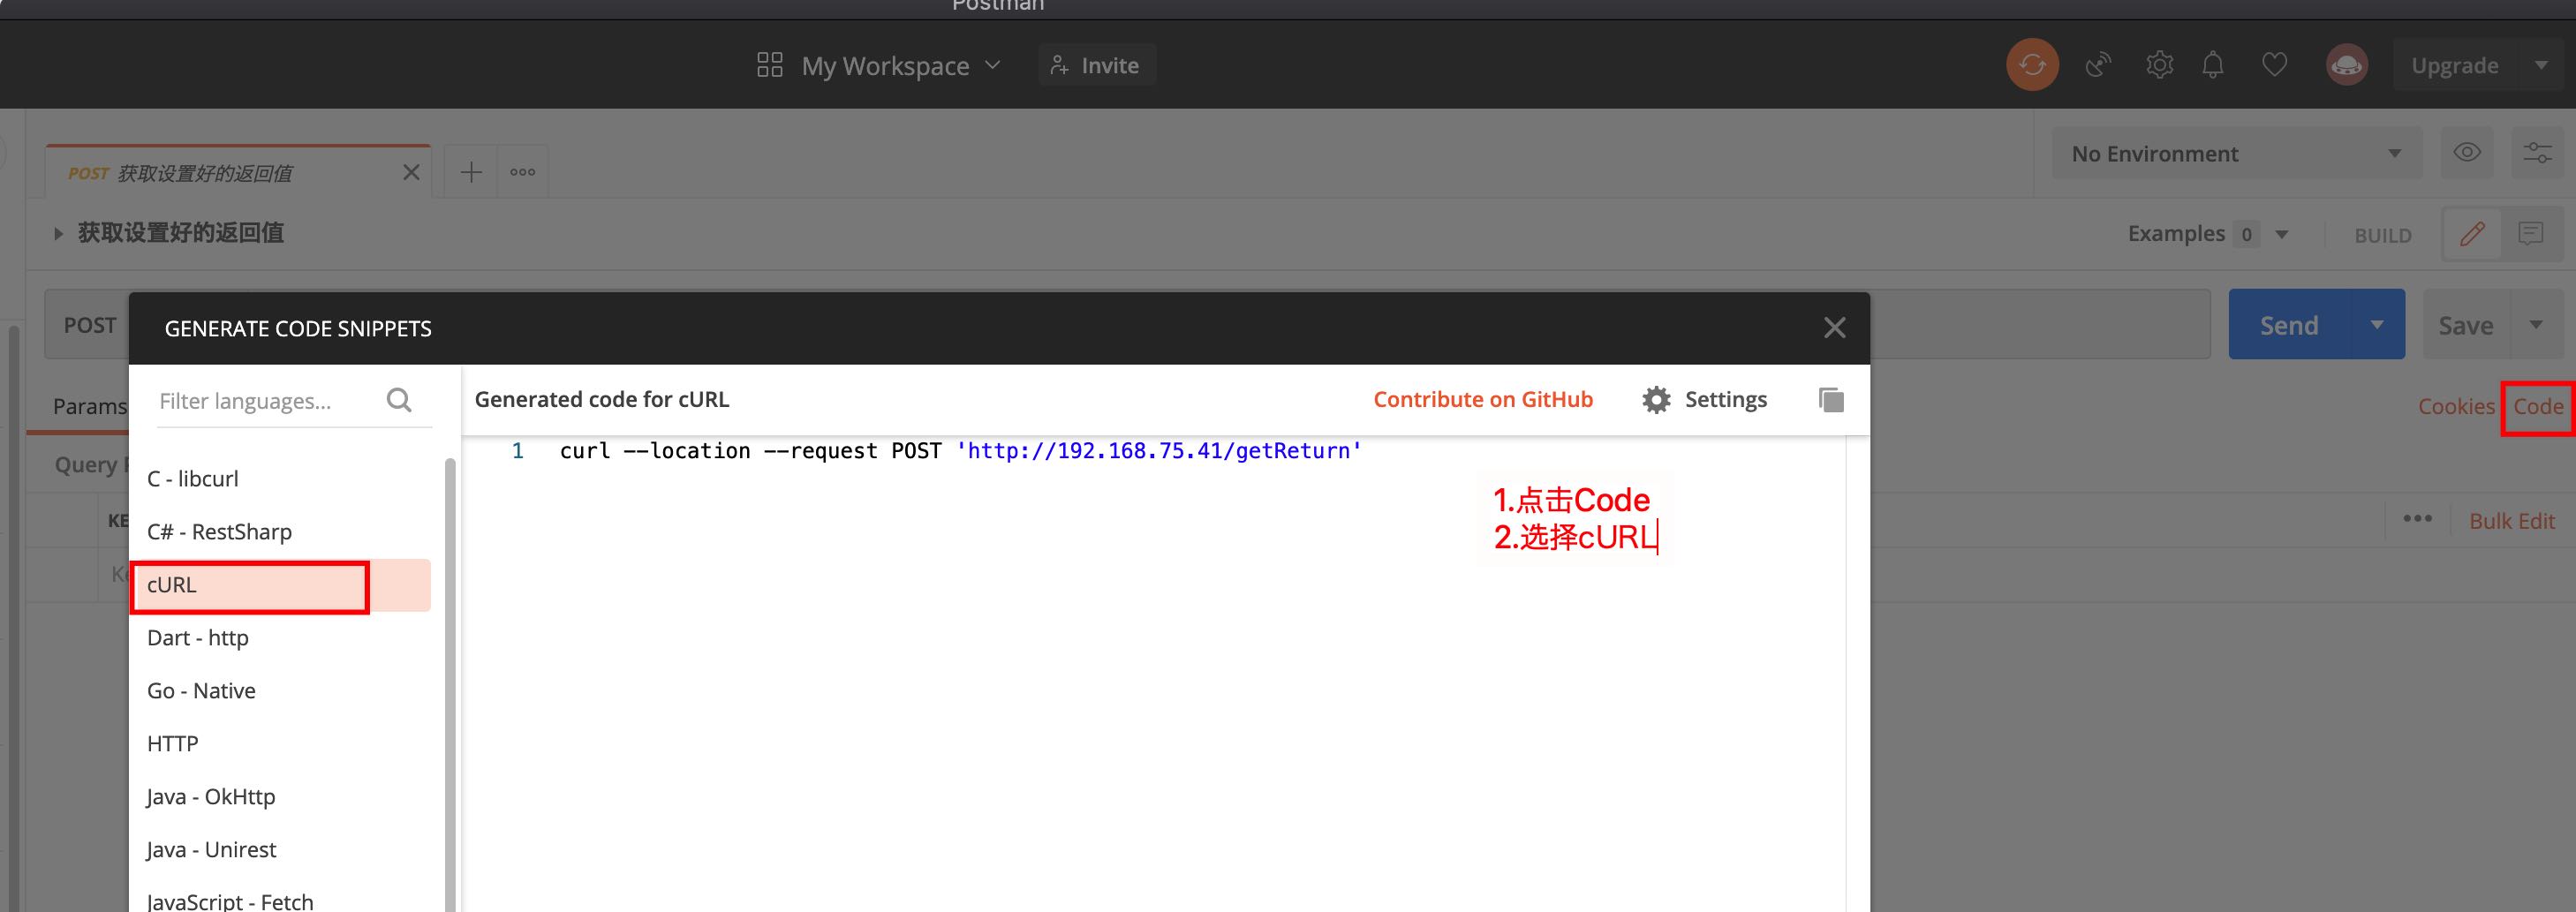 Postman
My Workspace
Invite
Upgrade
POST 获取设置好的返回值
No Environment
获取设置好的返回值
Examples 0
BUILD
POST
GENERATE CODE SNIPPETS
Send
Save
Params
Filter languages...
Generated code for cURL
Contribute on GitHub
Settings
Cookies
Code
1 curl --location --request POST 'http://192.168.75.41/getReturn'
Query
C - libcurl
1.点击Code
2.选择cURL
KE
C# - RestSharp
Bulk Edit
Ke
cURL
Dart - http
Go - Native
HTTP
Java - OkHttp
Java - Unirest
JavaScript - Fetch